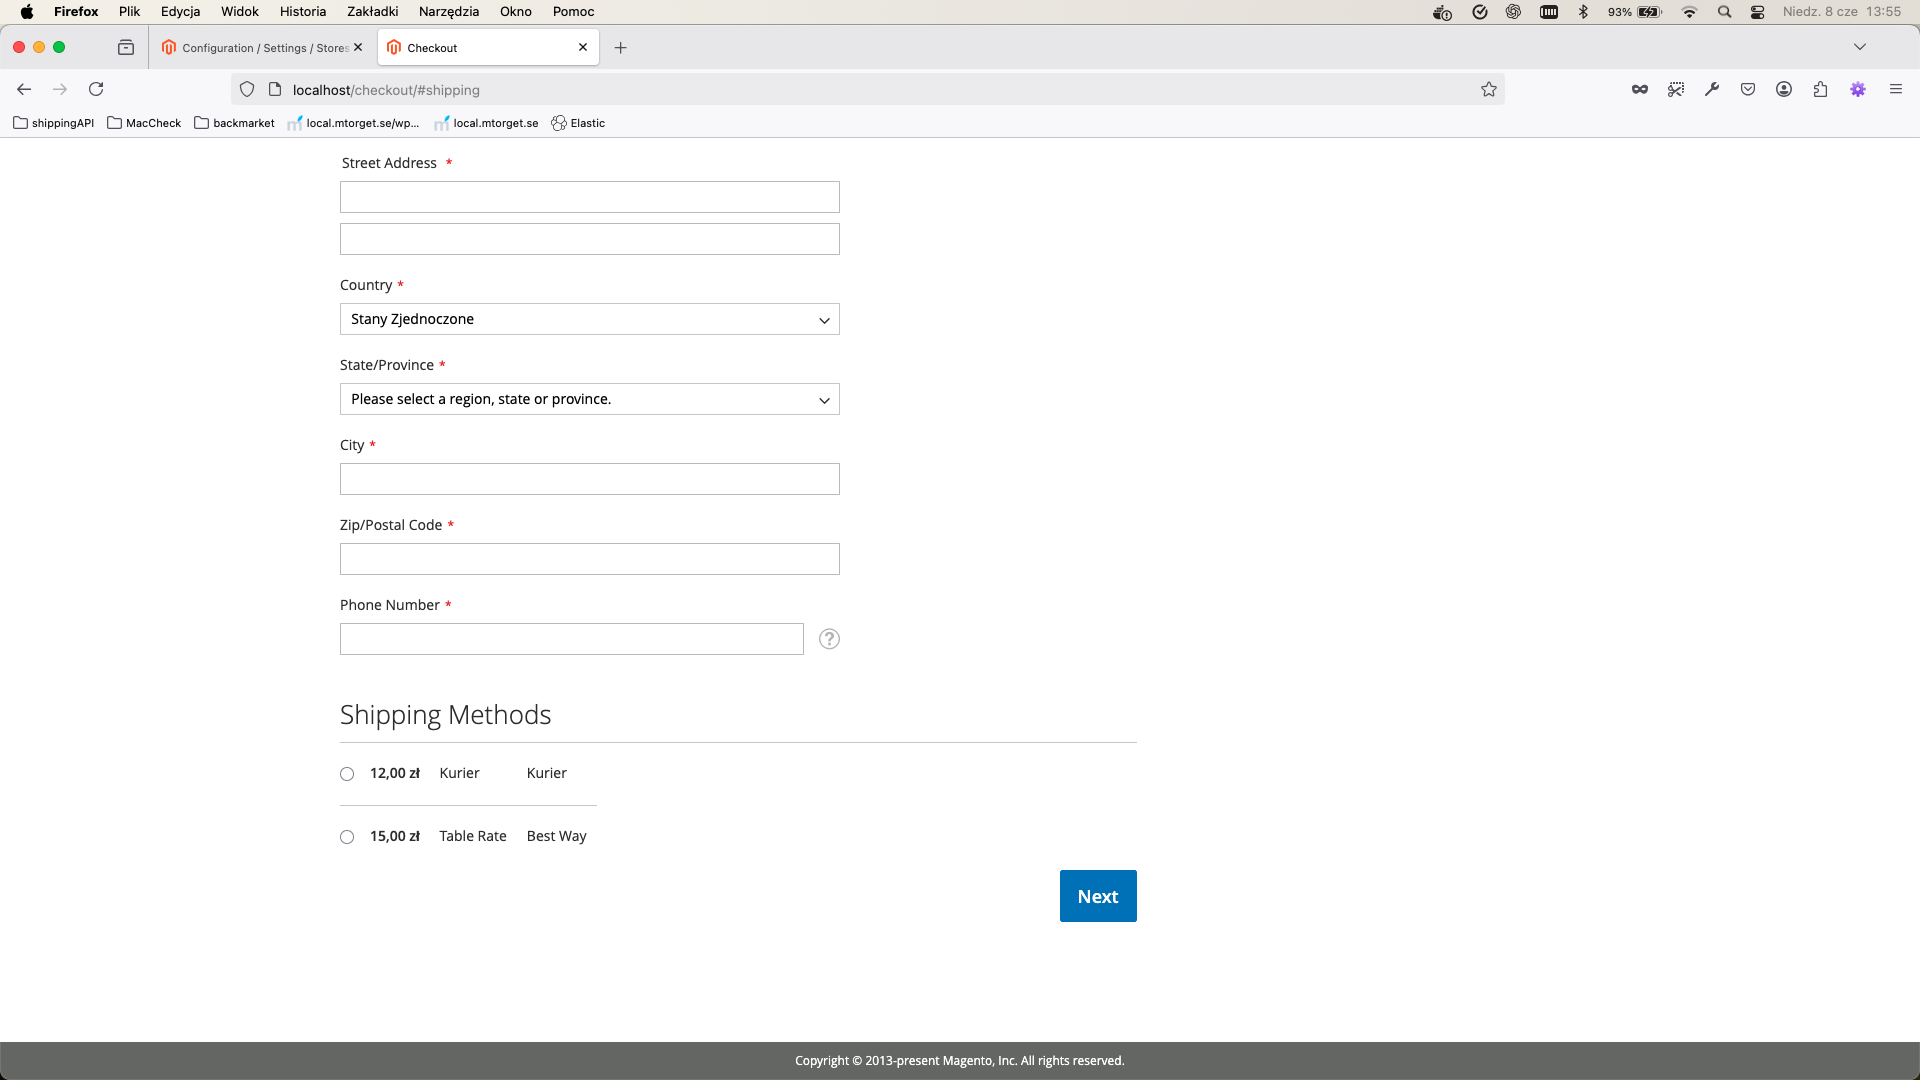 Firefox Plik Edycja Widok Historia Zakładki Narzędzia Okno Pomoc 93% Niedz. 8 cze 13:55
Configuration / Settings / Stores Checkout
localhost/checkout/#shipping
shippingAPI MacCheck backmarket local.mtorget.se/wp... local.mtorget.se Elastic
Street Address *
Country *
Stany Zjednoczone
State/Province *
Please select a region, state or province.
City *
Zip/Postal Code *
Phone Number *
?
Shipping Methods
12,00 zł Kurier Kurier
15,00 zł Table Rate Best Way
Next
Copyright © 2013-present Magento, Inc. All rights reserved.